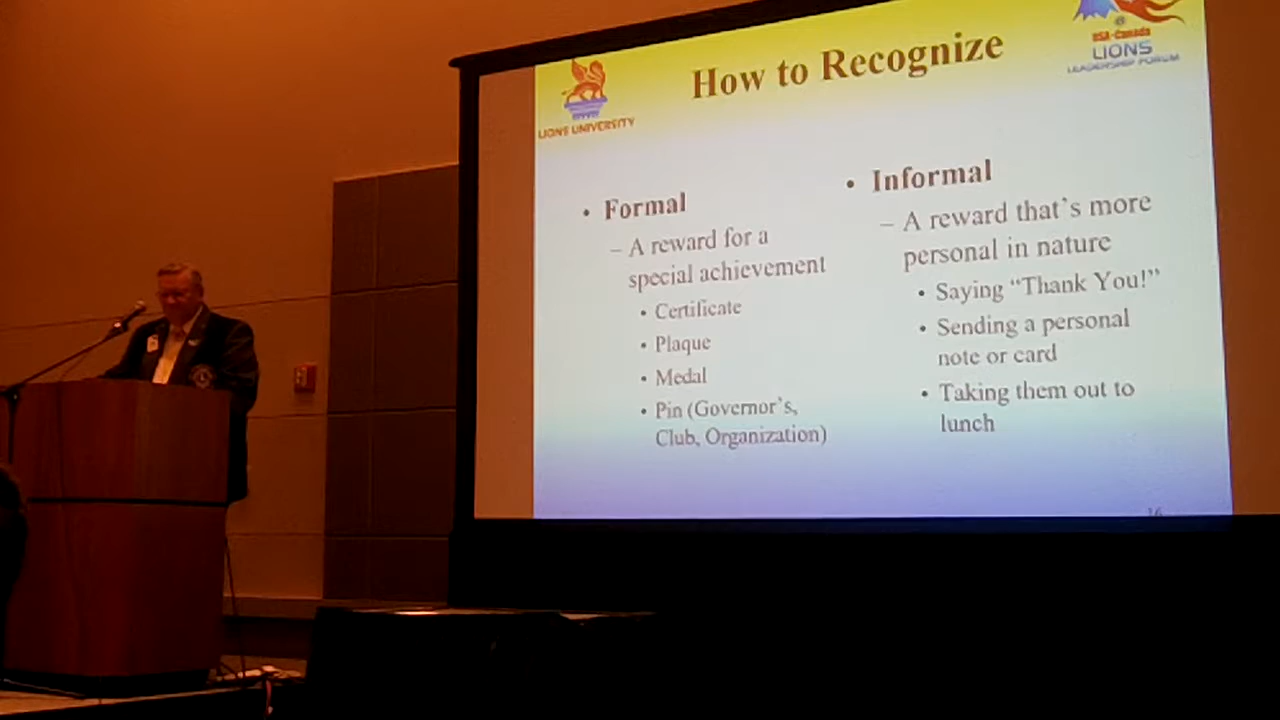 How to Recognize
LIONS UNIVERSITY
@
USA-Canada
LIONS
LEADERSHIP FORUM
• Formal
– A reward for a
special achievement
• Certificate
• Plaque
• Medal
• Pin (Governor's,
Club, Organization)
• Informal
– A reward that's more
personal in nature
• Saying “Thank You!”
• Sending a personal
note or card
• Taking them out to
lunch
16